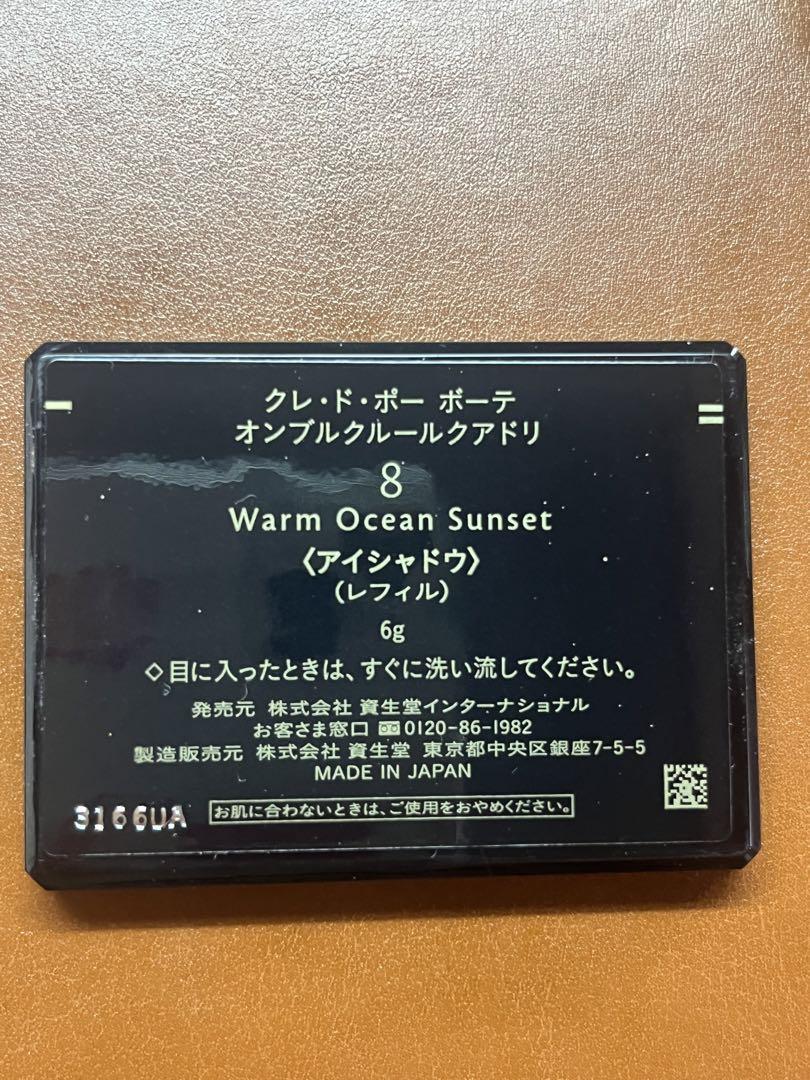 クレ・ド・ポー ボーテ
オンブルクルールクアドリ
8
Warm Ocean Sunset
〈アイシャドウ〉
(レフィル)
6g
◇目に入ったときは、すぐに洗い流してください。
発売元 株式会社 資生堂インターナショナル
お客さま窓口 0120-86-1982
製造販売元 株式会社 資生堂 東京都中央区銀座7-5-5
MADE IN JAPAN
3166UA
お肌に合わないときは、ご使用をおやめください。